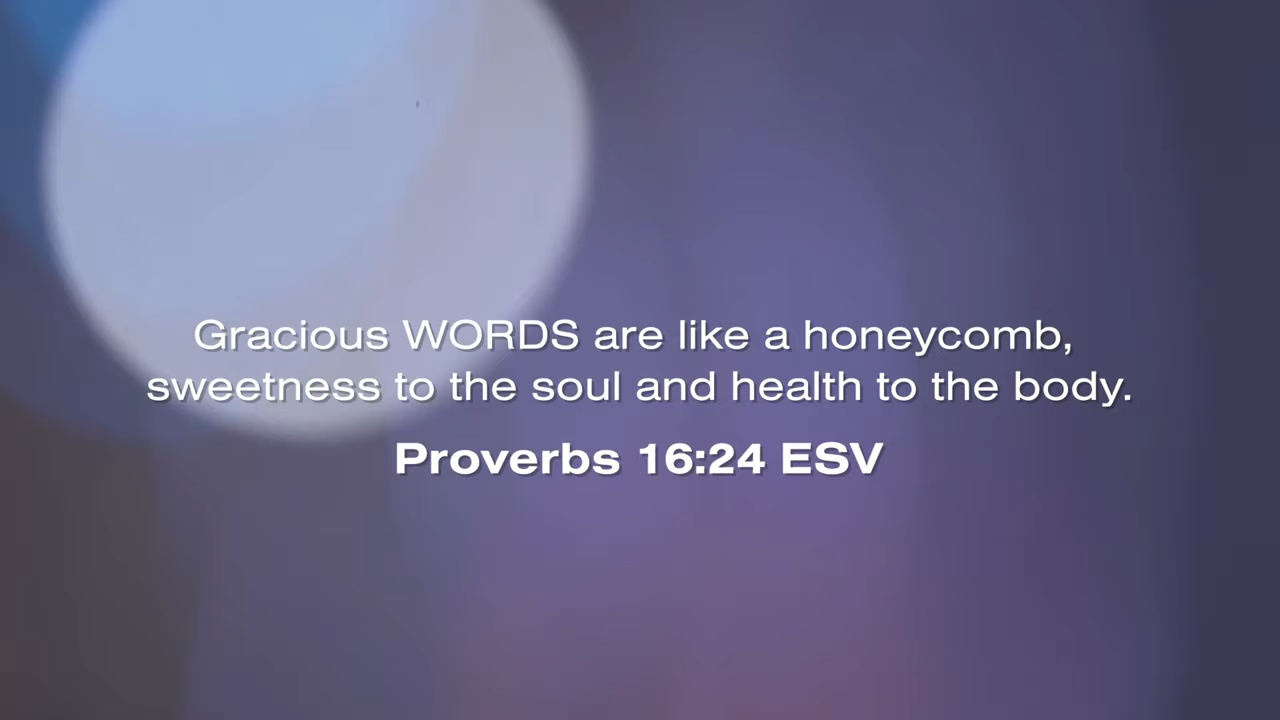 Gracious WORDS are like a honeycomb,
sweetness to the soul and health to the body.
Proverbs 16:24 ESV